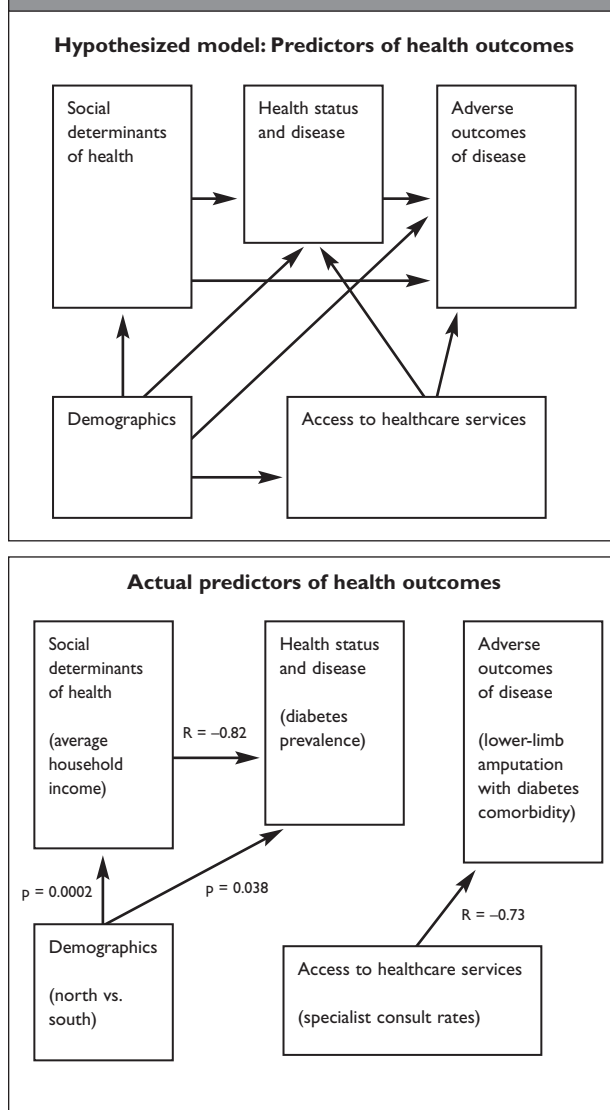 Hypothesized model: Predictors of health outcomes
Social
determinants
of health
Health status
and disease
Adverse
outcomes
of disease
Demographics
Access to healthcare services
Actual predictors of health outcomes
Social
determinants
of health
(average
household
income)
R = –0.82
Health status
and disease
(diabetes
prevalence)
Adverse
outcomes
of disease
(lower-limb
amputation
with diabetes
comorbidity)
p = 0.0002
p = 0.038
R = –0.73
Demographics
(north vs.
south)
Access to healthcare services
(specialist consult rates)